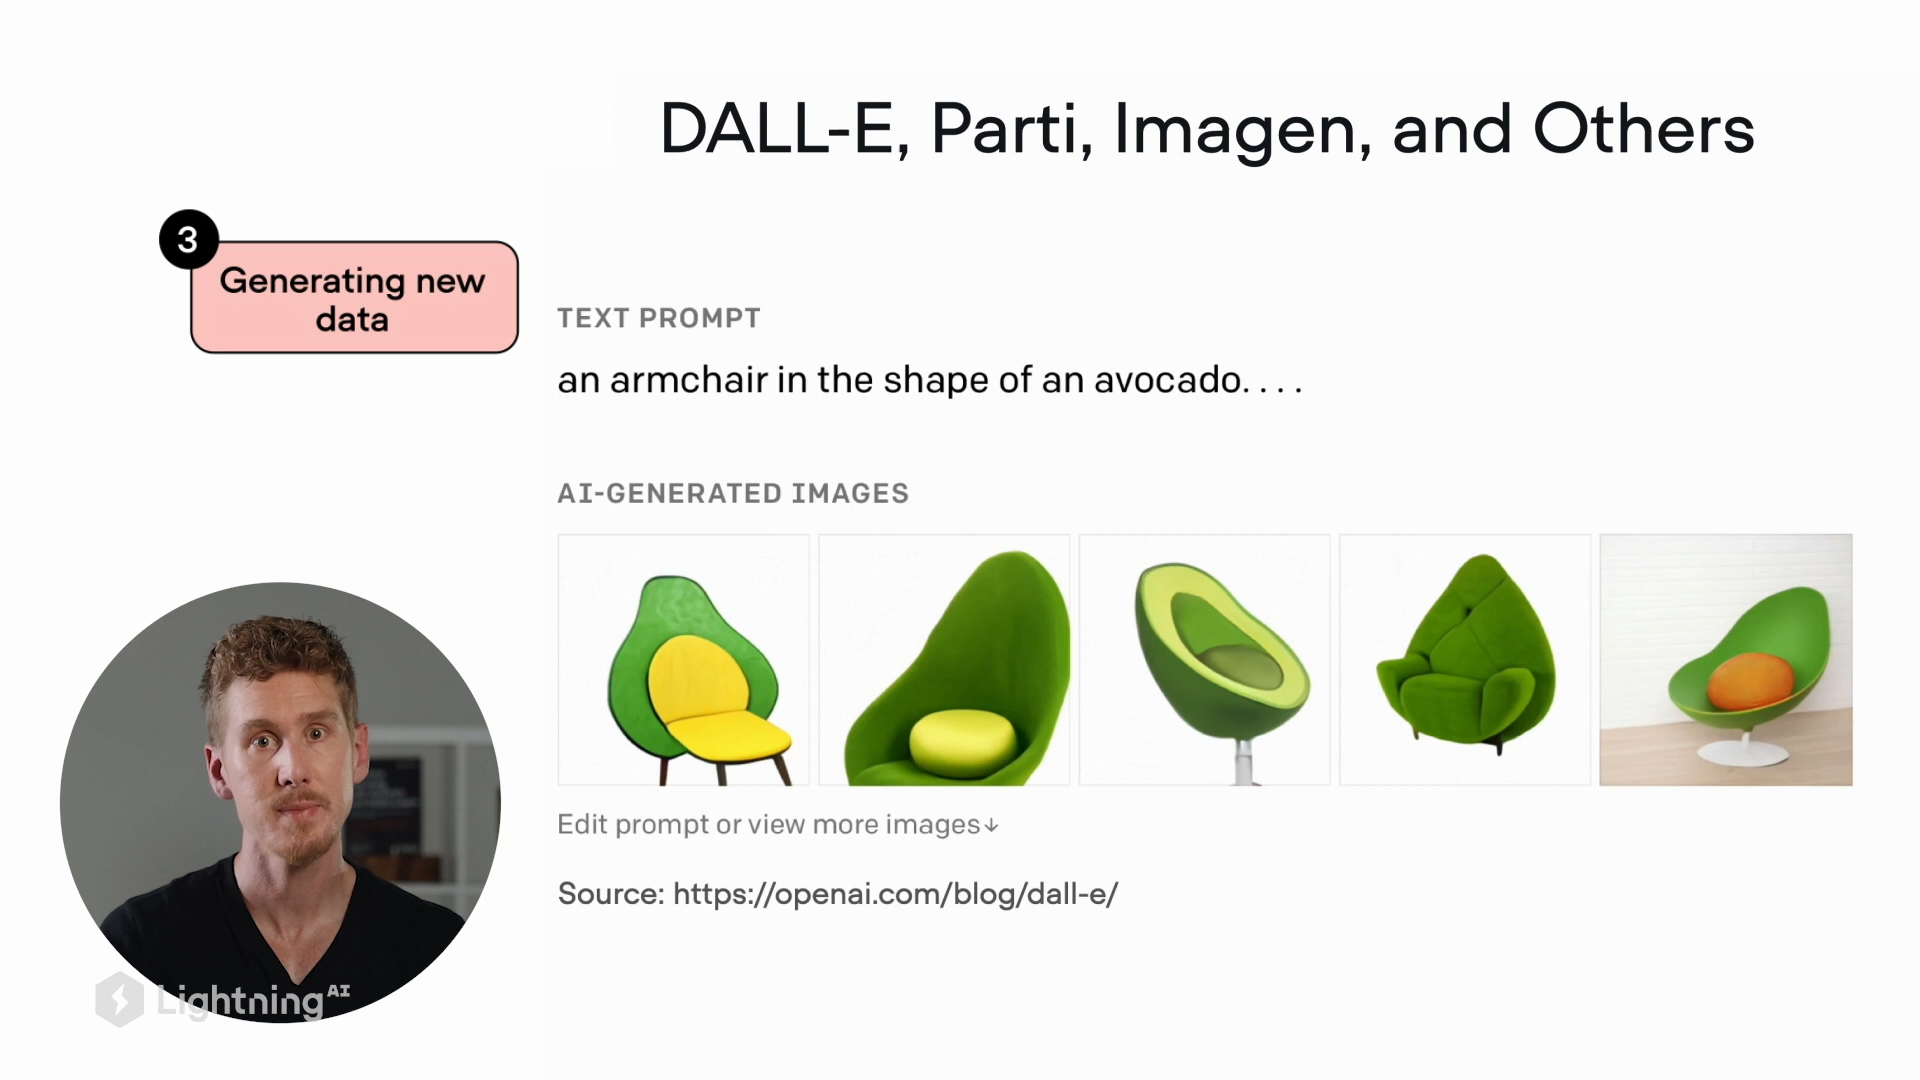 DALL-E, Parti, Imagen, and Others
3
Generating new
data
TEXT PROMPT
an armchair in the shape of an avocado. . . .
AI-GENERATED IMAGES
Edit prompt or view more images↓
Source: https://openai.com/blog/dall-e/
Lightning AI